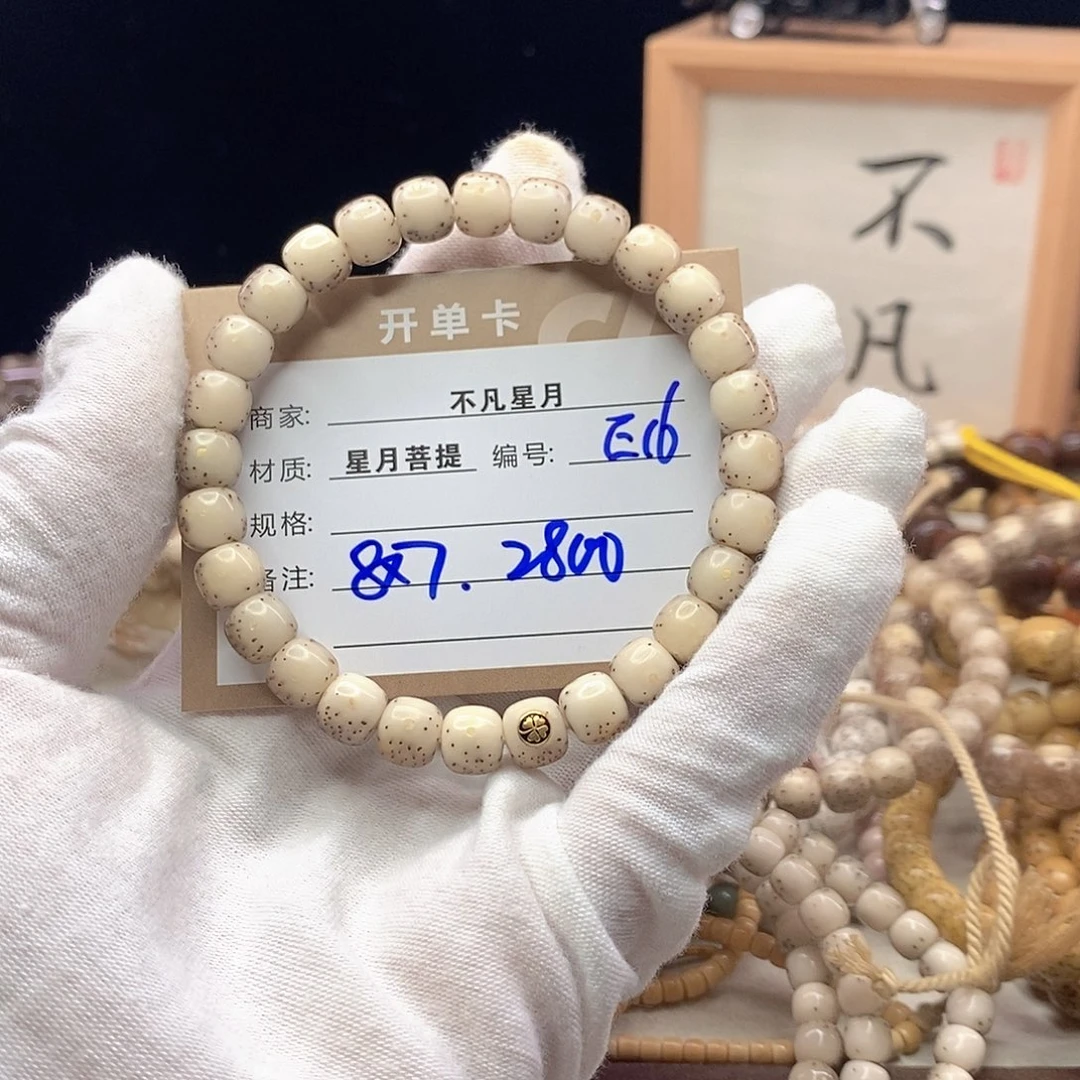 开单卡
商家: 不凡星月
材质: 星月菩提 编号: E16
规格:
备注: 8x7. 2800
不凡